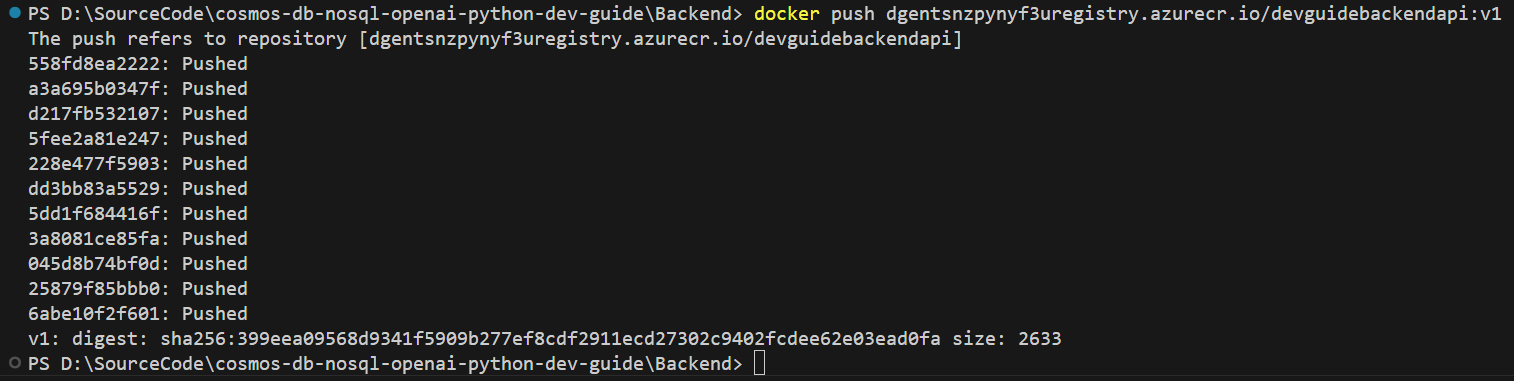 PS D:\SourceCode\cosmos-db-nosql-openai-python-dev-guide\Backend> docker push dgentsnzpynyf3uregistry.azurecr.io/devguidebackendapi:v1
The push refers to repository [dgentsnzpynyf3uregistry.azurecr.io/devguidebackendapi]
558fd8ea2222: Pushed
a3a695b0347f: Pushed
d217fb532107: Pushed
5fee2a81e247: Pushed
228e477f5903: Pushed
dd3bb83a5529: Pushed
5dd1f684416f: Pushed
3a8081ce85fa: Pushed
045d8b74bf0d: Pushed
25879f85bbb0: Pushed
6abe10f2f601: Pushed
v1: digest: sha256:399eea09568d9341f5909b277ef8cdf2911ecd27302c9402fcdee62e03ead0fa size: 2633
PS D:\SourceCode\cosmos-db-nosql-openai-python-dev-guide\Backend>